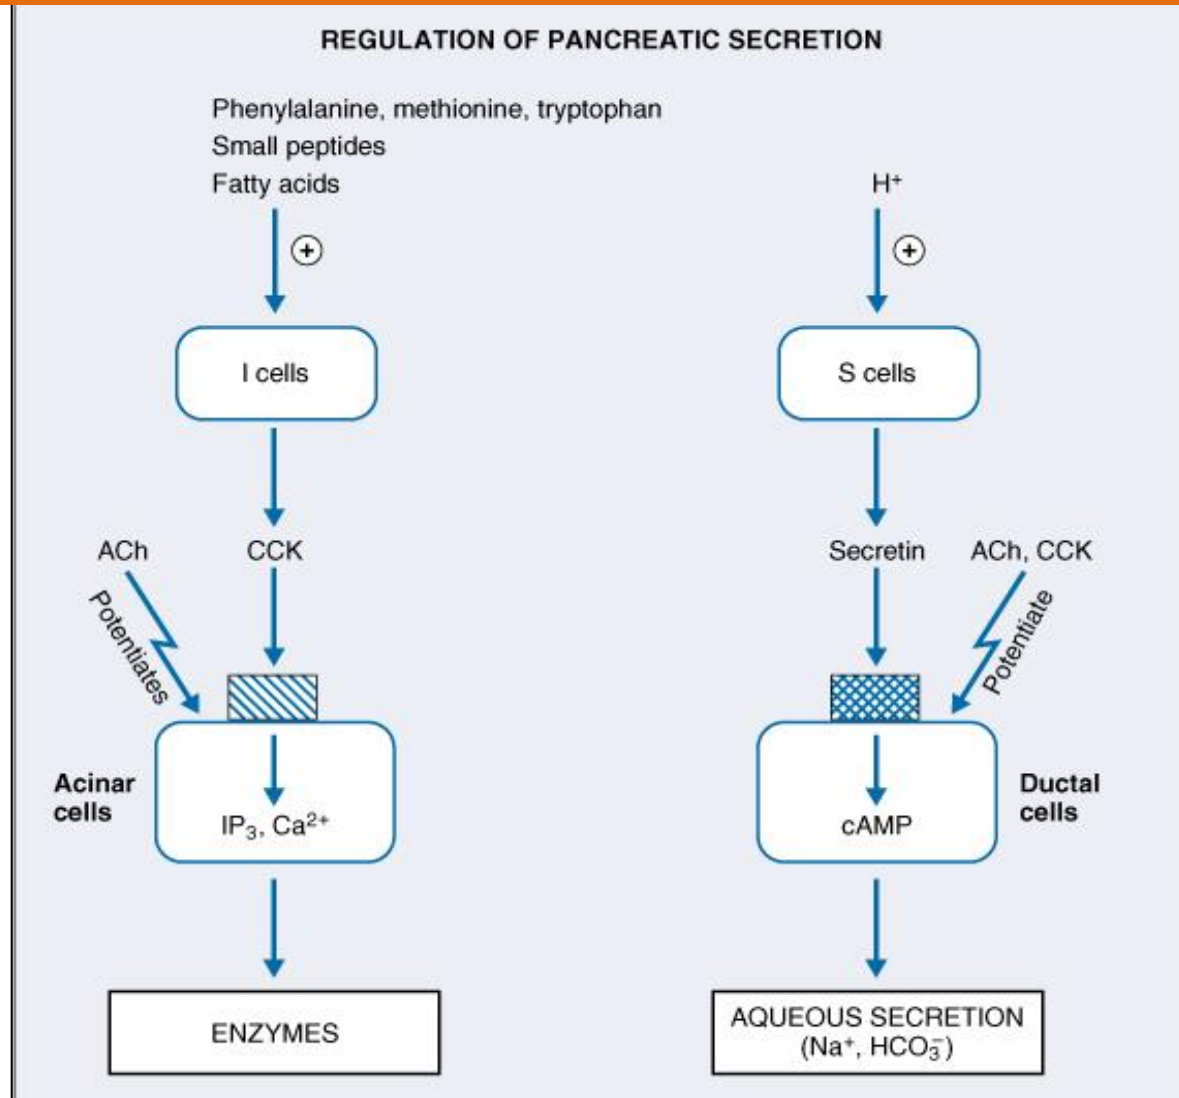 REGULATION OF PANCREATIC SECRETION
Phenylalanine, methionine, tryptophan
Small peptides
Fatty acids
+
I cells
ACh
CCK
Potentiates
Acinar
cells
IP₃, Ca²⁺
ENZYMES
H⁺
+
S cells
Secretin
ACh, CCK
Potentiate
Ductal
cells
cAMP
AQUEOUS SECRETION
(Na⁺, HCO₃⁻)